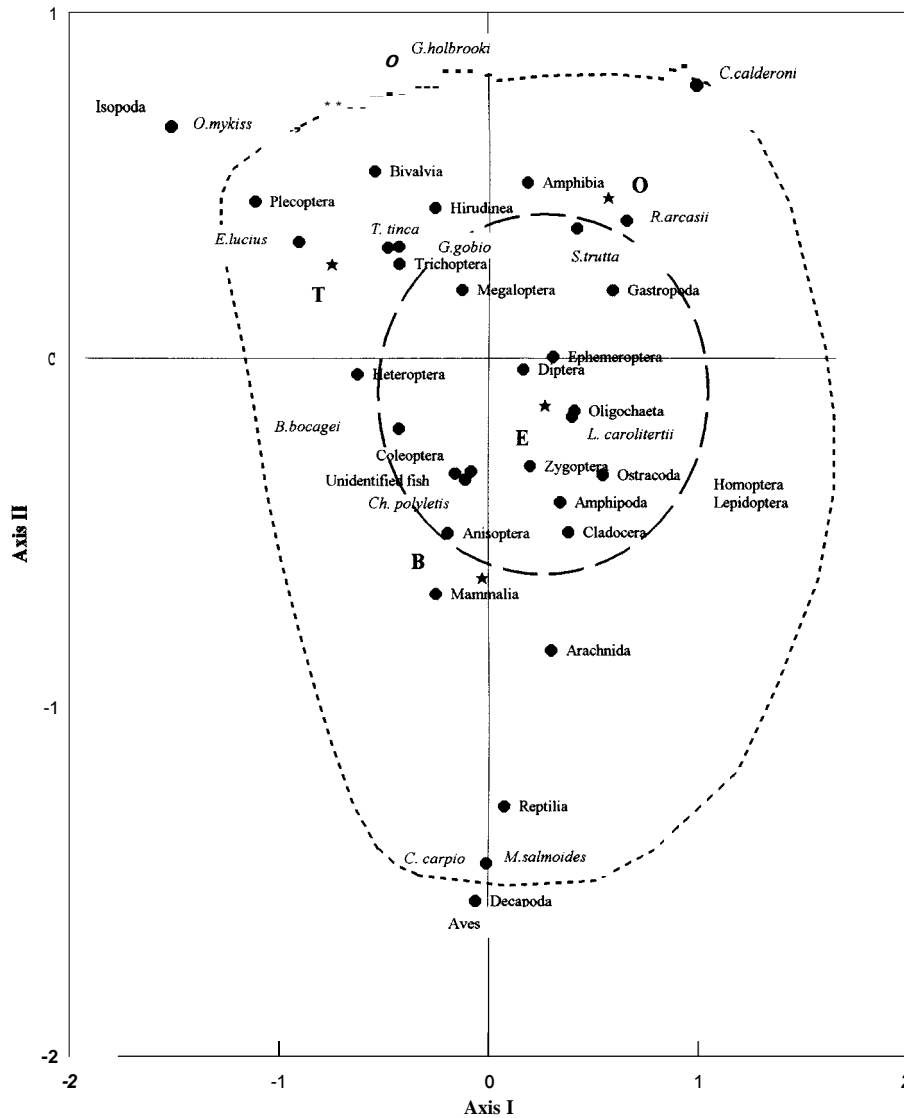 1
G.holbrooki
O
C.calderoni
* *
Isopoda
O.mykiss
Bivalvia
Amphibia
O
Plecoptera
Hirudinea
R.arcasii
T. tinca
E.lucius
G.gobio
S.trutta
Trichoptera
T
Megaloptera
Gastropoda
0
Ephemeroptera
Diptera
Heteroptera
Oligochaeta
B.bocagei
L. carolitertii
E
Coleoptera
Zygoptera
Ostracoda
Unidentified fish
Homoptera
Lepidoptera
Ch. polyletis
Amphipoda
Anisoptera
Cladocera
Axis II
B
Mammalia
Arachnida
-1
Reptilia
C. carpio
M.salmoides
Decapoda
Aves
-2
-2
-1
0
1
2
Axis I